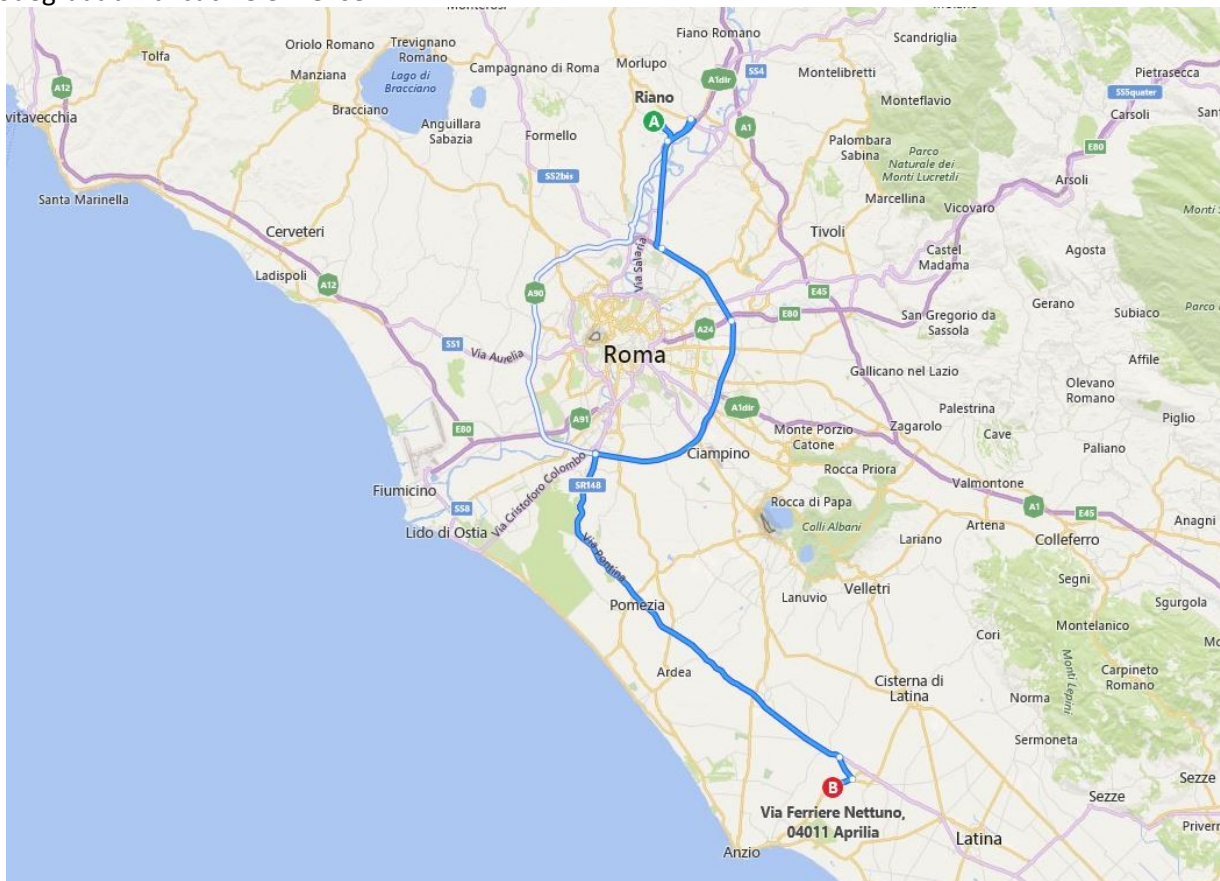 Tolfa
Oriolo Romano
Trevignano
Romano
Manziana
Lago di
Bracciano
Bracciano
Anguillara
Sabazia
Campagnano di Roma
Morlupo
Fiano Romano
Formello
Riano
A
A1dir
SS4
Scandriglia
Montelibretti
Monteflavio
Pietrasecca
SS5quater
Carsoli
A12
vitavecchia
Santa Marinella
A1
Palombara
Sabina
Parco
Naturale dei
Monti Lucretili
E80
Arsoli
Marcellina
Vicovaro
SS2bis
Cerveteri
Ladispoli
A12
Via Salaria
Tivoli
Castel
Madama
Agosta
A90
E45
Gerano
Subiaco
San Gregorio da
Sassola
A24
E80
Roma
SS1
Via Aurelia
Affile
Gallicano nel Lazio
Olevano
Romano
A91
A1dir
Palestrina
Piglio
Zagarolo
Cave
Monte Porzio
Catone
Paliano
E80
Ciampino
Rocca Priora
Fiumicino
SS8
Via Cristoforo Colombo
SR148
Valmontone
Rocca di Papa
Lido di Ostia
Colli Albani
Artena
A1
E45
Anagni
Lariano
Colleferro
Via Pontina
Segni
Velletri
Lanuvio
Pomezia
Sgurgola
Cori
Montelanico
Ardea
Monti Lepini
Carpineto
Romano
Cisterna di
Latina
Norma
Sermoneta
B
Via Ferriere Nettuno,
04011 Aprilia
Sezze
Sezze
Latina
Anzio